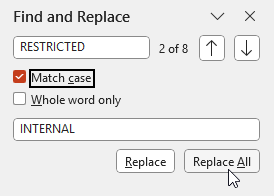 Find and Replace
RESTRICTED 2 of 8
Match case
Whole word only
INTERNAL
Replace Replace All